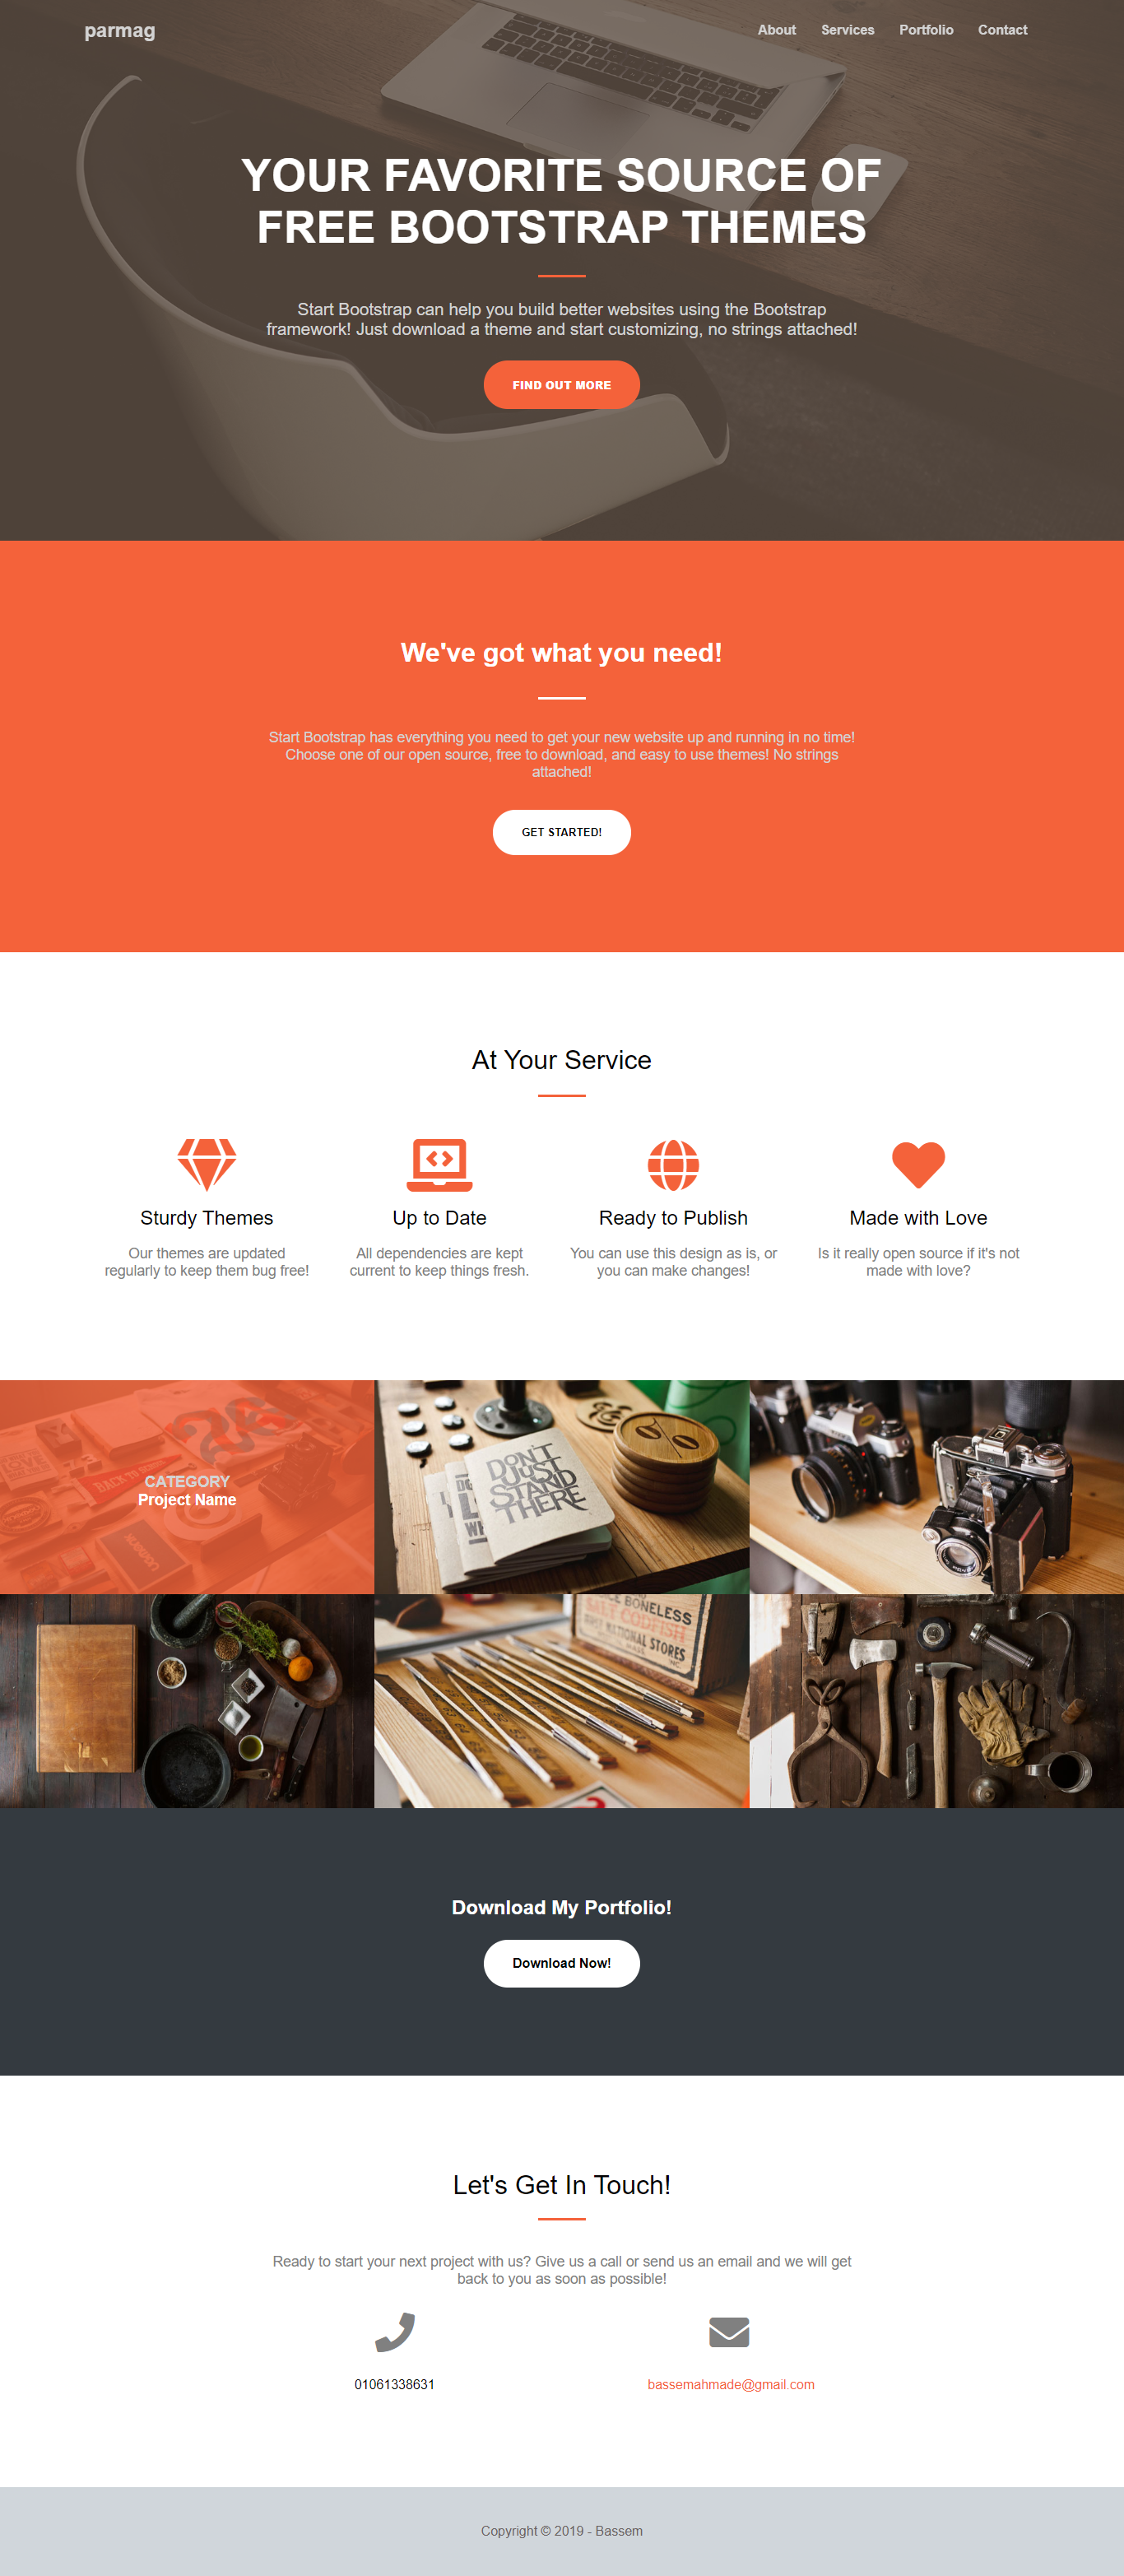 parmag
About Services Portfolio Contact
YOUR FAVORITE SOURCE OF
FREE BOOTSTRAP THEMES
Start Bootstrap can help you build better websites using the Bootstrap
framework! Just download a theme and start customizing, no strings attached!
FIND OUT MORE
We've got what you need!
Start Bootstrap has everything you need to get your new website up and running in no time!
Choose one of our open source, free to download, and easy to use themes! No strings
attached!
GET STARTED!
At Your Service
Sturdy Themes
Our themes are updated
regularly to keep them bug free!
Up to Date
All dependencies are kept
current to keep things fresh.
Ready to Publish
You can use this design as is, or
you can make changes!
Made with Love
Is it really open source if it's not
made with love?
BACK TO
CATEGORY
Project Name
DON'T
JUST
STAND
THERE
BONELESS
NATIONAL STORES
Download My Portfolio!
Download Now!
Let's Get In Touch!
Ready to start your next project with us? Give us a call or send us an email and we will get
back to you as soon as possible!
01061338631
bassemahmade@gmail.com
Copyright © 2019 - Bassem